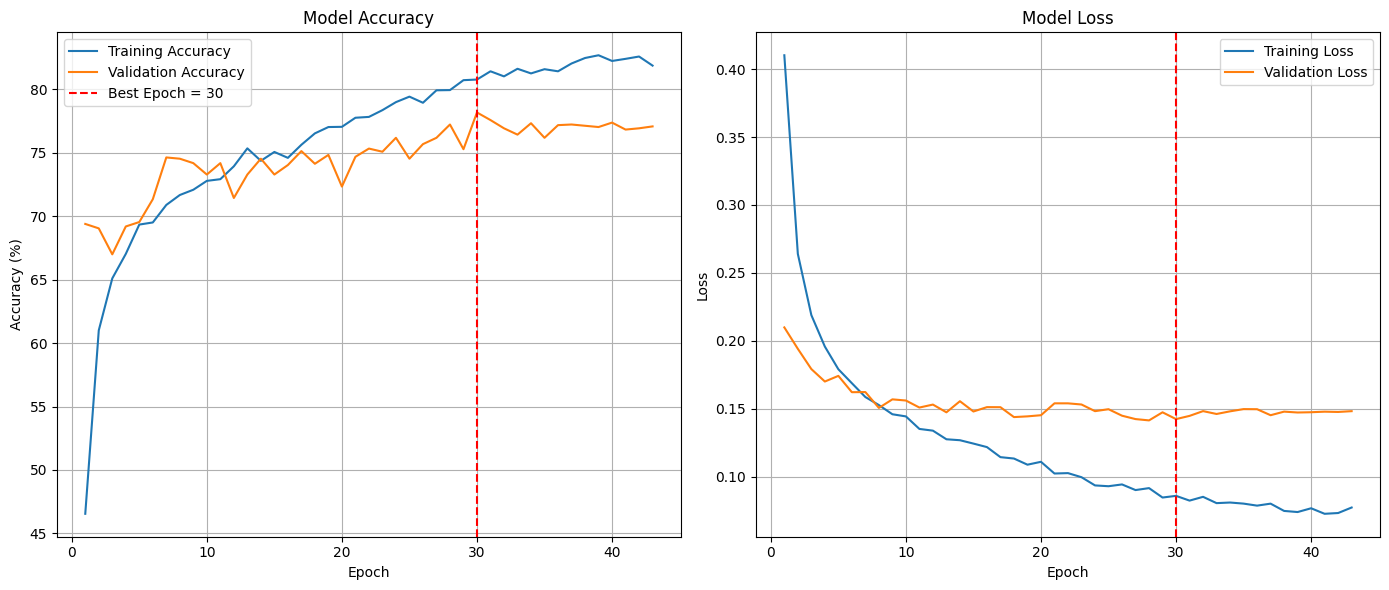 Model Accuracy
Training Accuracy
Validation Accuracy
Best Epoch = 30
Accuracy (%)
80
75
70
65
60
55
50
45
0
10
20
30
40
Epoch
Model Loss
Training Loss
Validation Loss
Loss
0.40
0.35
0.30
0.25
0.20
0.15
0.10
0
10
20
30
40
Epoch